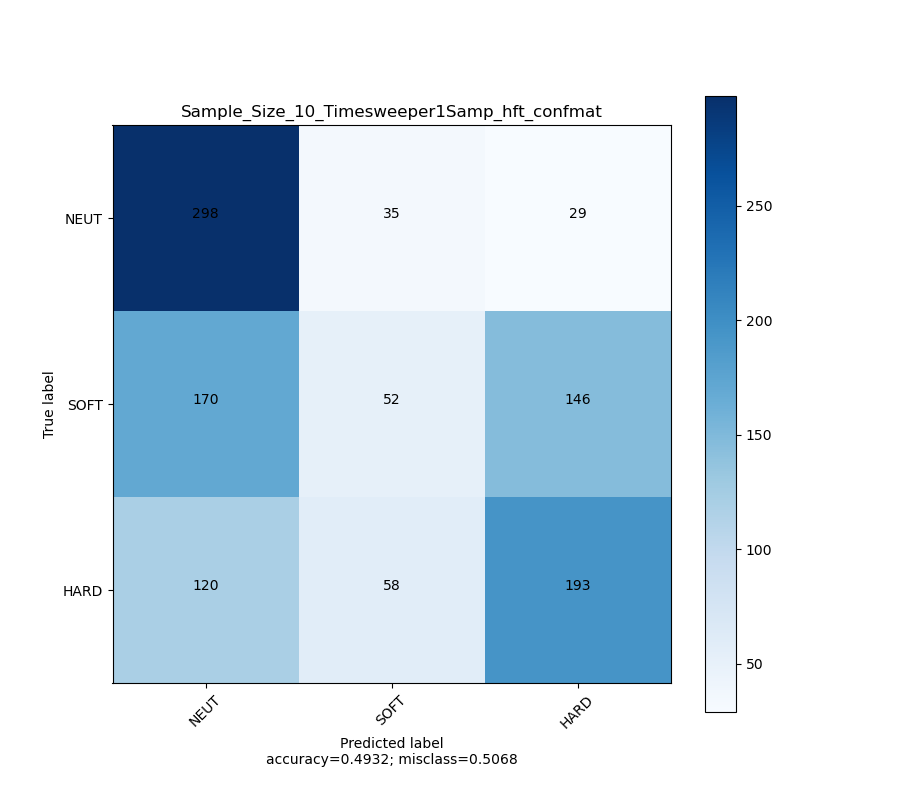 Sample_Size_10_Timesweeper1Samp_hft_confmat
NEUT 298 35 29
SOFT 170 52 146
HARD 120 58 193
NEUT SOFT HARD
True label
Predicted label
accuracy=0.4932; misclass=0.5068
250
200
150
100
50